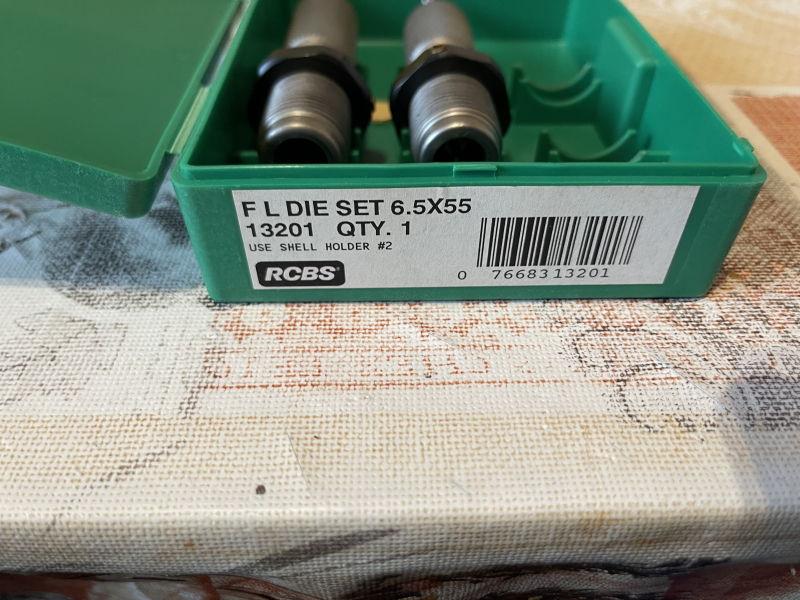 F L DIE SET 6.5X55
13201 QTY. 1
USE SHELL HOLDER #2
RCBS
0 7668313201